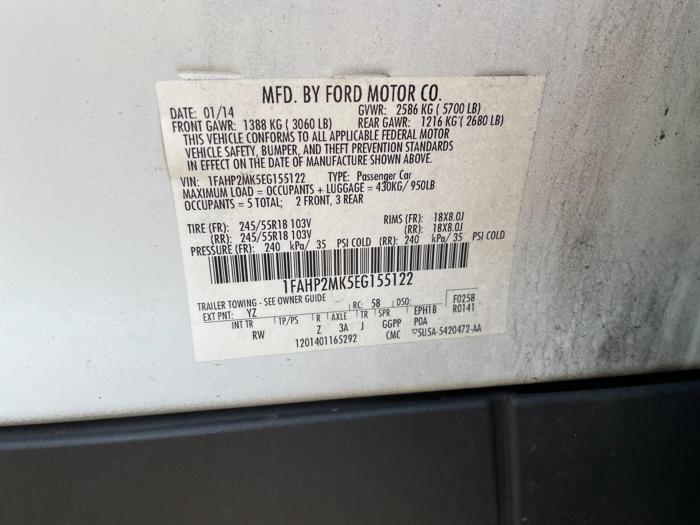 MFD. BY FORD MOTOR CO.
DATE: 01/14 GVWR: 2586 KG ( 5700 LB)
FRONT GAWR: 1388 KG ( 3060 LB) REAR GAWR: 1216 KG ( 2680 LB)
THIS VEHICLE CONFORMS TO ALL APPLICABLE FEDERAL MOTOR
VEHICLE SAFETY, BUMPER, AND THEFT PREVENTION STANDARDS
IN EFFECT ON THE DATE OF MANUFACTURE SHOWN ABOVE.
VIN: 1FAHP2MK5EG155122 TYPE: Passenger Car
MAXIMUM LOAD = OCCUPANTS + LUGGAGE = 430KG/ 950LB
OCCUPANTS = 5 TOTAL; 2 FRONT, 3 REAR
TIRE (FR): 245/55R18 103V RIMS (FR): 18X8.0J
(RR): 245/55R18 103V (RR): 18X8.0J
PRESSURE (FR): 240 kPa/ 35 PSI COLD (RR): 240 kPa/ 35 PSI COLD
1FAHP2MK5EG155122
TRAILER TOWING - SEE OWNER GUIDE
EXT PNT: YZ RC: 58 DSO: F0258
INT TR TP/PS R AXLE TR SPR EPH1B R0141
RW Z 3A J GGPP POA
1201401165292 CMC ▽5U5A-5420472-AA